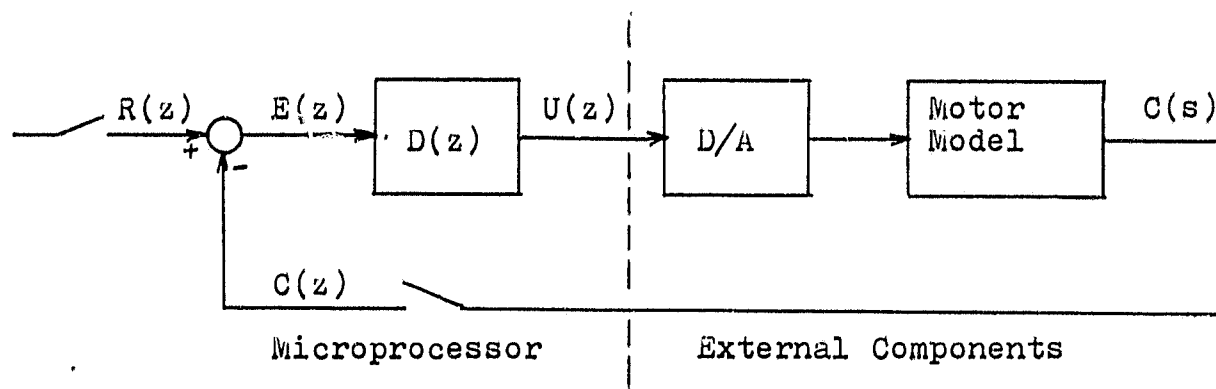 R(z)
E(z)
U(z)
Motor
Model
C(s)
+
-
D(z)
D/A
C(z)
Microprocessor
External Components